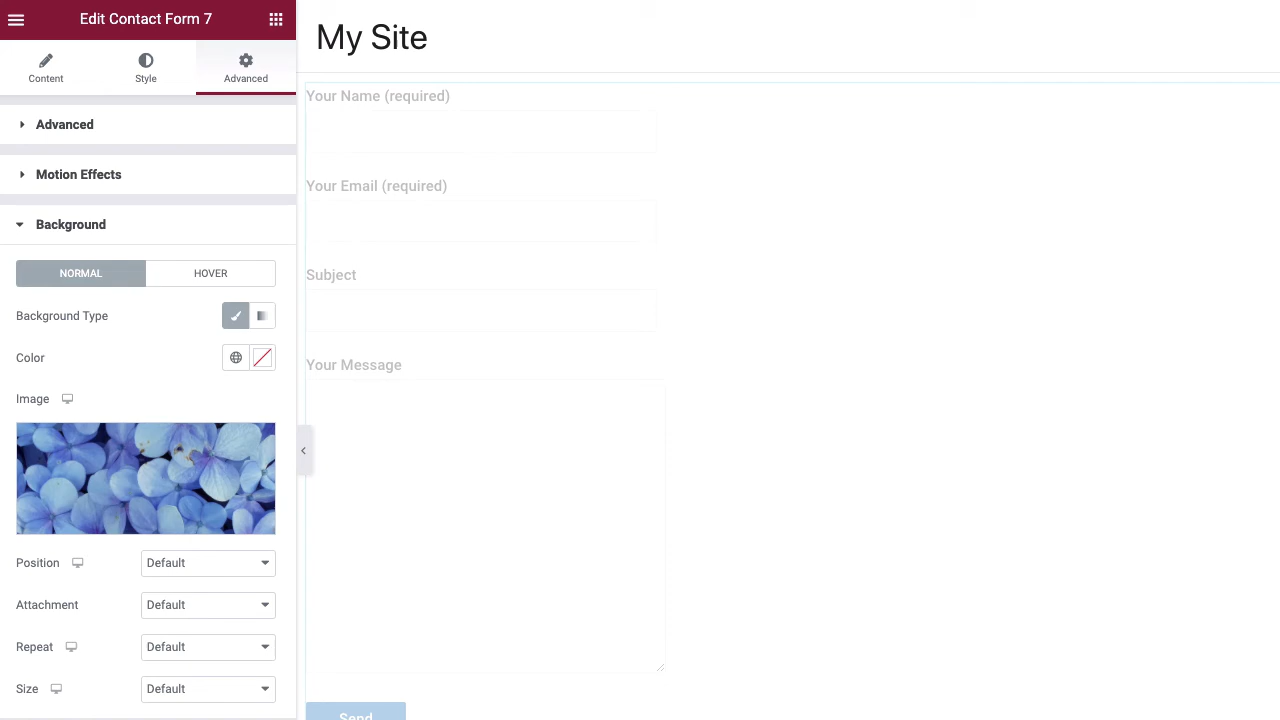 Edit Contact Form 7
Content
Style
Advanced
Advanced
Motion Effects
Background
NORMAL
HOVER
Background Type
Color
Image
Position
Default
Attachment
Default
Repeat
Default
Size
Default
My Site
Your Name (required)
Your Email (required)
Subject
Your Message
Send